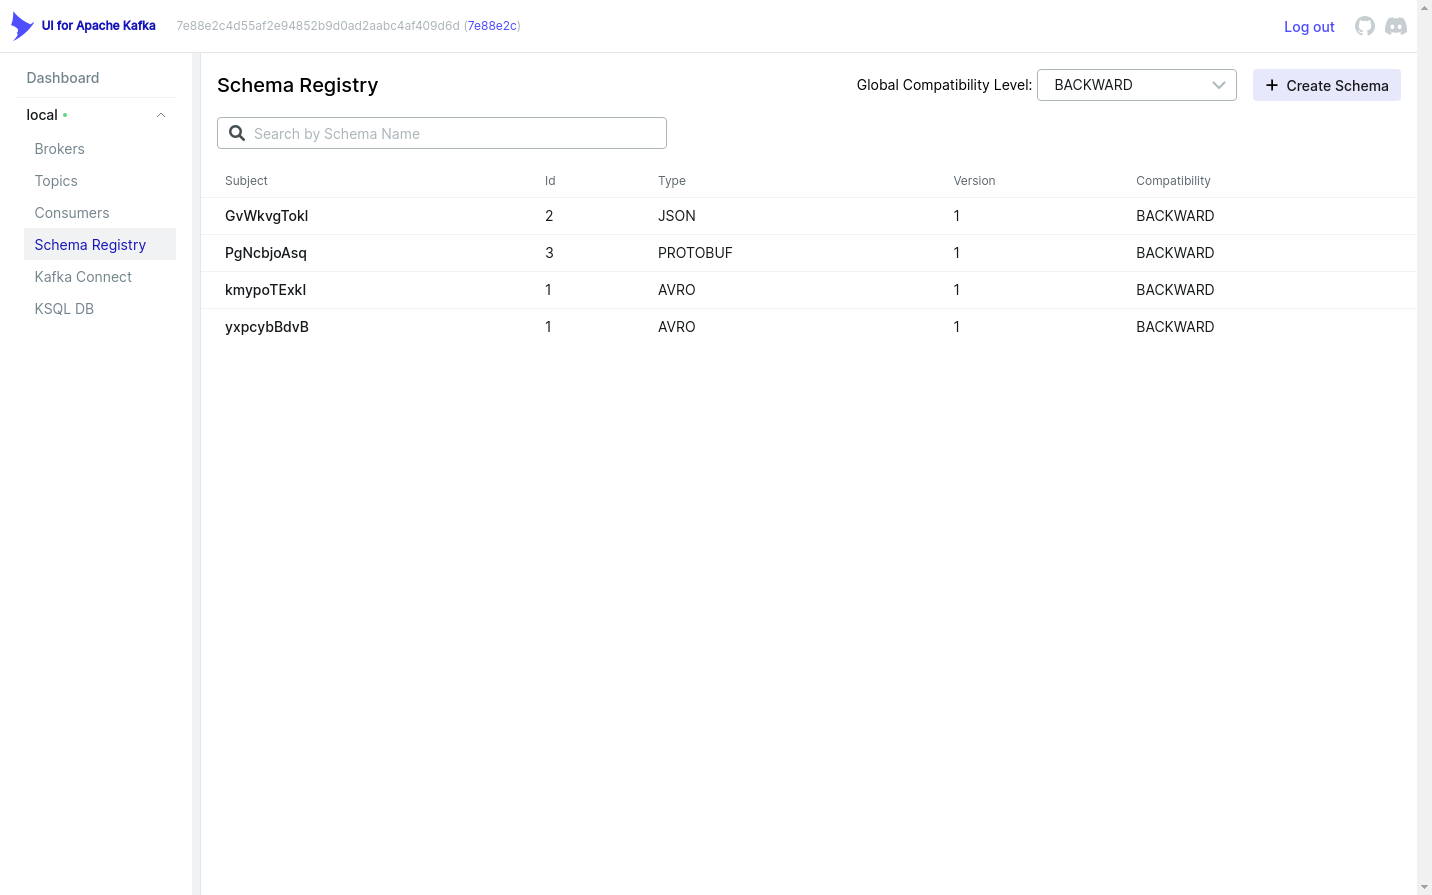 UI for Apache Kafka 7e88e2c4d55af2e94852b9d0ad2aabc4af409d6d (7e88e2c) Log out
Dashboard
local
Brokers
Topics
Consumers
Schema Registry
Kafka Connect
KSQL DB
Schema Registry Global Compatibility Level: BACKWARD Create Schema
Search by Schema Name
Subject Id Type Version Compatibility
GvWkvgTokI 2 JSON 1 BACKWARD
PgNcbjoAsq 3 PROTOBUF 1 BACKWARD
kmypoTExkI 1 AVRO 1 BACKWARD
yxpcybBdvB 1 AVRO 1 BACKWARD